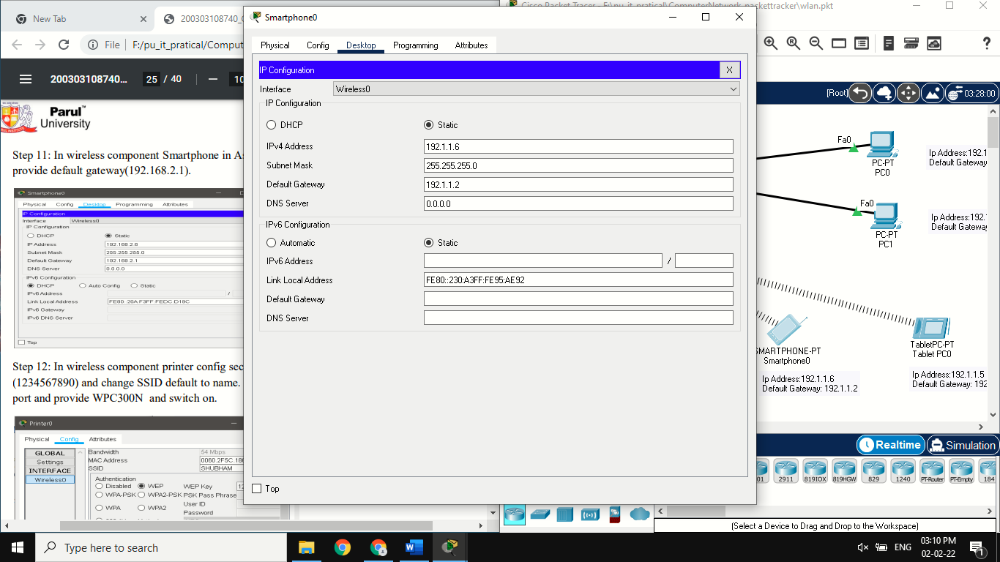 New Tab
200303108740_C
Cisco Packet Tracer - F:\pu_it_pratical\ComputerNetwork_packettracker\wlan.pkt
File
F:/pu_it_pratical/Comput
200303108740...
25 / 40
Parul™
University
Step 11: In wireless component Smartphone in A
provide default gateway(192.168.2.1).
Smartphone0
Physical Config Desktop Programming Attributes
IP Configuration
Interface Wireless0
IP Configuration
DHCP Static
IP Address 192.168.2.6
Subnet Mask 255.255.255.0
Default Gateway 192.168.2.1
DNS Server 0.0.0.0
IPv6 Configuration
DHCP Auto Config Static
IPv6 Address /
Link Local Address FE80::20A:F3FF:FEDC:D19C
IPv6 Gateway
IPv6 DNS Server
Top
Step 12: In wireless component printer config sec
(1234567890) and change SSID default to name.
port and provide WPC300N and switch on.
Printer0
Physical Config Attributes
GLOBAL
Settings
INTERFACE
Wireless0
Bandwidth 54 Mbps
MAC Address 0060.2F5C.186
SSID SHUBHAM
Authentication
Disabled WEP WEP Key 12
WPA-PSK WPA2-PSK PSK Pass Phrase
User ID
WPA WPA2
Password
Smartphone0
Physical Config Desktop Programming Attributes
IP Configuration X
Interface Wireless0
IP Configuration
DHCP Static
IPv4 Address 192.1.1.6
Subnet Mask 255.255.255.0
Default Gateway 192.1.1.2
DNS Server 0.0.0.0
IPv6 Configuration
Automatic Static
IPv6 Address /
Link Local Address FE80::230:A3FF:FE95:AE92
Default Gateway
DNS Server
Top
[Root] 03:28:00
Fa0
PC-PT
PC0
Ip Address:192.1
Default Gateway
Fa0
PC-PT
PC1
Ip Address:192.
Default Gateway
SMARTPHONE-PT
Smartphone0
Ip Address:192.1.1.6
Default Gateway: 192.1.1.2
TabletPC-PT
Tablet PC0
Ip Address:192.1.1.5
Default Gateway: 192
Realtime Simulation
01 2911 819IOX 819HGW 829 1240 PT-Router PT-Empty 184
(Select a Device to Drag and Drop to the Workspace)
Type here to search
ENG
03:10 PM
02-02-22
1